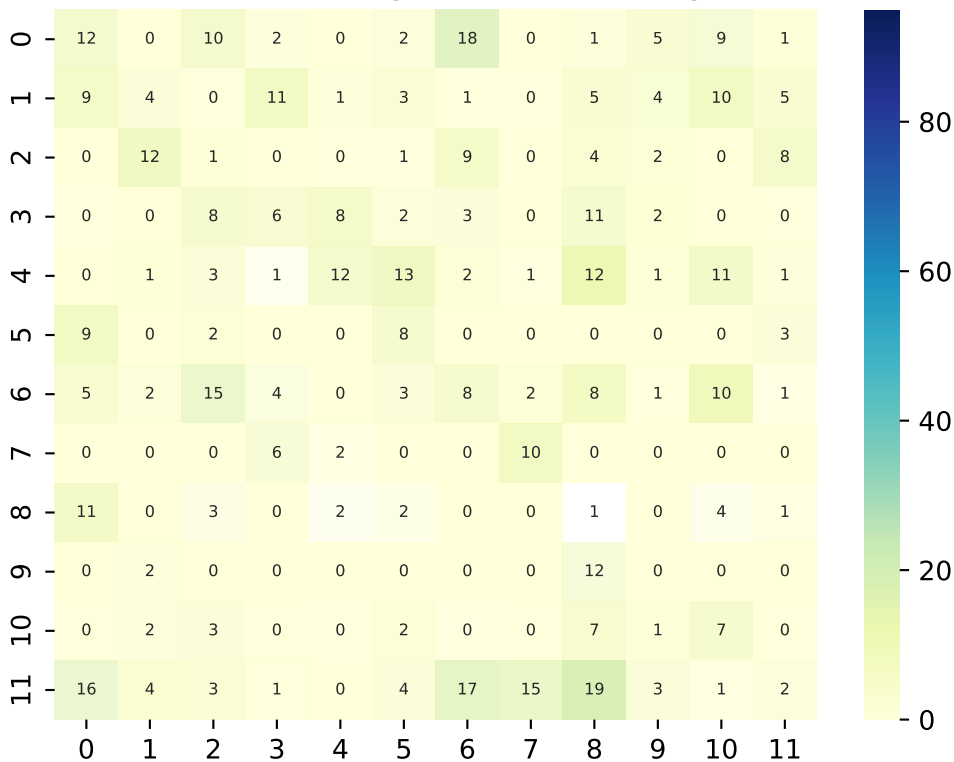 0 12 0 10 2 0 2 18 0 1 5 9 1
1 9 4 0 11 1 3 1 0 5 4 10 5
2 0 12 1 0 0 1 9 0 4 2 0 8
3 0 0 8 6 8 2 3 0 11 2 0 0
4 0 1 3 1 12 13 2 1 12 1 11 1
5 9 0 2 0 0 8 0 0 0 0 0 3
6 5 2 15 4 0 3 8 2 8 1 10 1
7 0 0 0 6 2 0 0 10 0 0 0 0
8 11 0 3 0 2 2 0 0 1 0 4 1
9 0 2 0 0 0 0 0 0 12 0 0 0
10 0 2 3 0 0 2 0 0 7 1 7 0
11 16 4 3 1 0 4 17 15 19 3 1 2
0 1 2 3 4 5 6 7 8 9 10 11
80
60
40
20
0